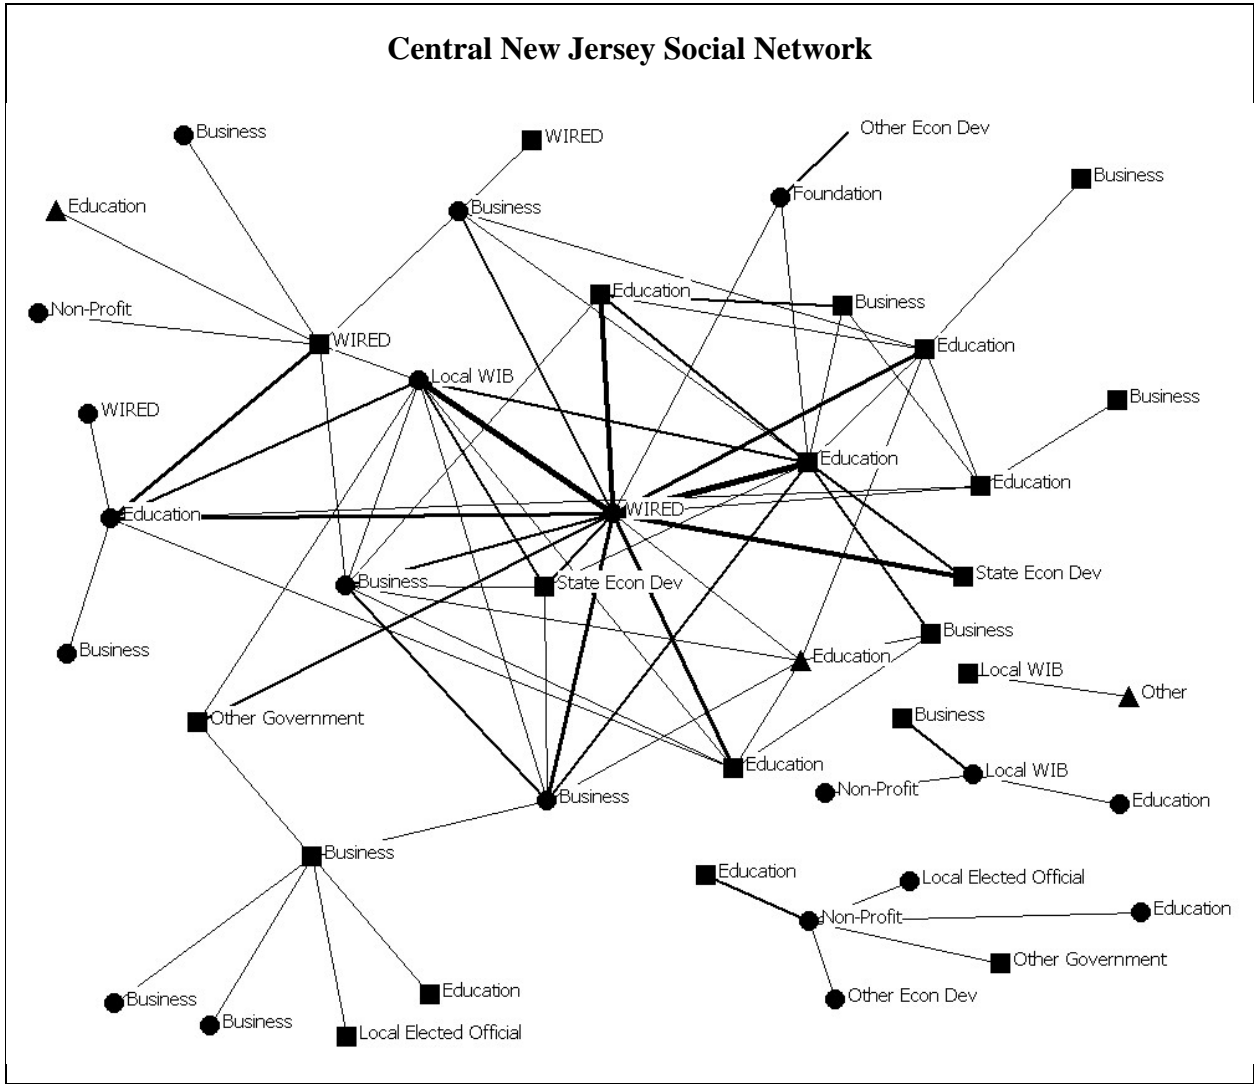 Central New Jersey Social Network
Other Econ Dev
Business
WIRED
Business
Foundation
Education
Business
Education
Business
Non-Profit
WIRED
Education
Local WIB
Business
WIRED
Education
Education
Education
WIRED
Education
State Econ Dev
Business
State Econ Dev
Business
Business
Education
Local WIB
Other
Other Government
Business
Education
Local WIB
Non-Profit
Business
Education
Business
Education
Local Elected Official
Education
Non-Profit
Other Government
Education
Other Econ Dev
Business
Business
Local Elected Official